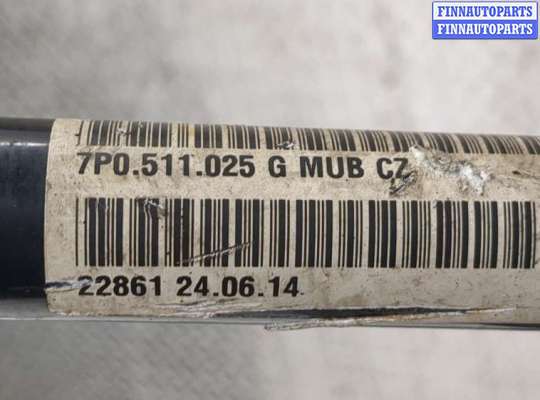 FINNAUTOPARTS
FINNAUTOPARTS
7P0.511.025 G MUB CZ
22861 24.06.14